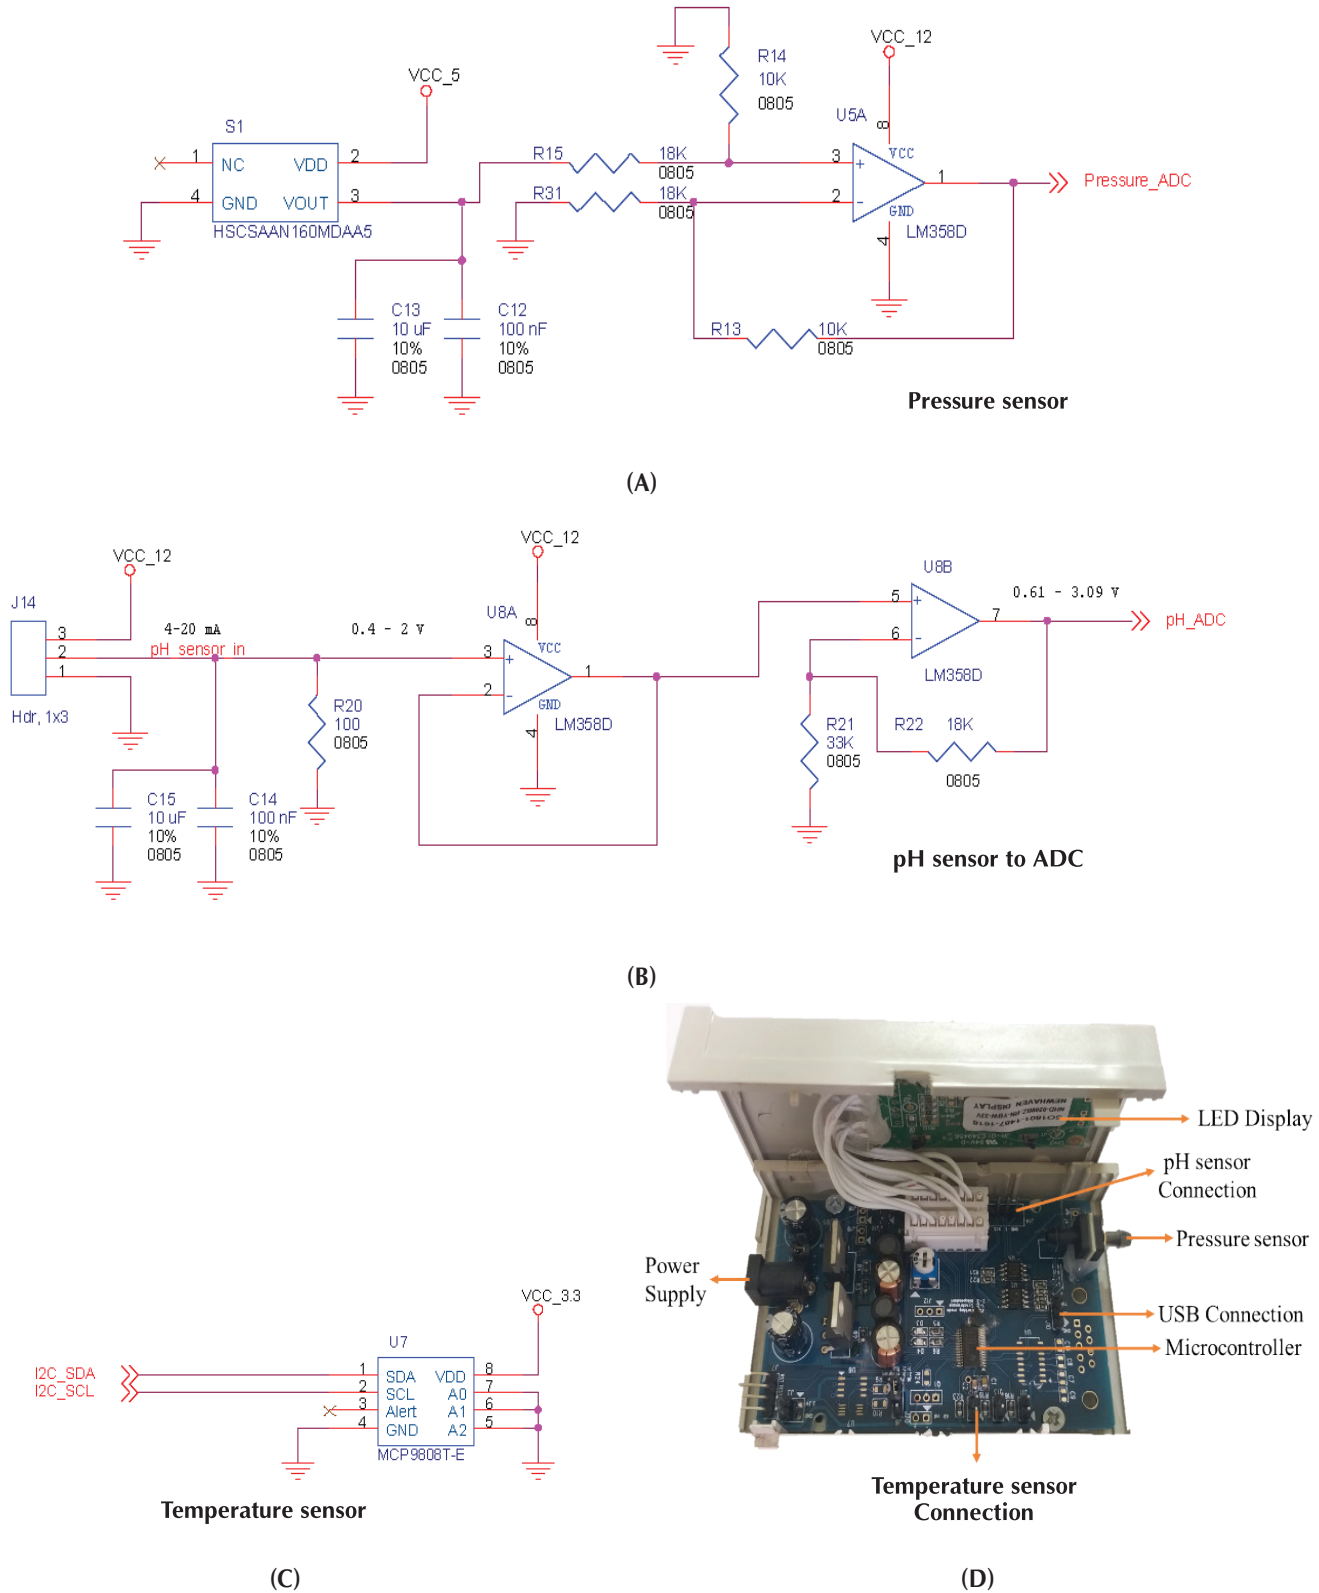 VCC_12
R14
10K
0805
VCC_5
U5A
8
S1
1 NC VDD 2
4 GND VOUT 3
HSCSAAN160MDAA5
R15 18K
0805
R31 18K
0805
3 + VCC
1
2 - GND
4
LM358D
Pressure_ADC
C13
10 uF
10%
0805
C12
100 nF
10%
0805
R13 10K
0805
Pressure sensor
(A)
VCC_12
VCC_12
J14
3
2
1
Hdr, 1x3
4-20 mA
pH_sensor_in
0.4 - 2 V
U8A
8
3 + VCC
1
2 - GND
4
LM358D
U8B
5 +
7
6 -
LM358D
0.61 - 3.09 V
pH_ADC
R20
100
0805
R21
33K
0805
R22 18K
0805
C15
10 uF
10%
0805
C14
100 nF
10%
0805
pH sensor to ADC
(B)
LED Display
pH sensor
Connection
Pressure sensor
Power
Supply
USB Connection
Microcontroller
Temperature sensor
Connection
NEWHAVEN DISPLAY
VCC_3.3
U7
I2C_SDA
I2C_SCL
1 SDA VDD 8
2 SCL A0 7
3 Alert A1 6
4 GND A2 5
MCP9808T-E
Temperature sensor
(C)
(D)